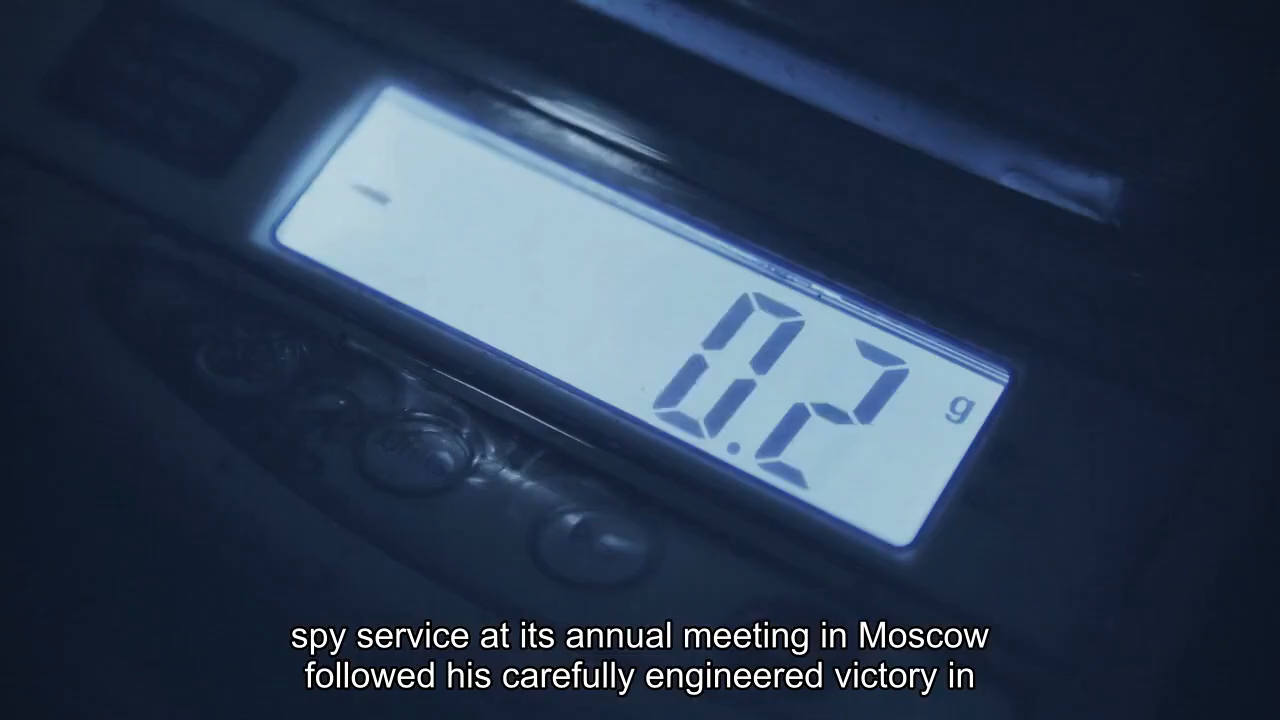 0.2 g
spy service at its annual meeting in Moscow
followed his carefully engineered victory in